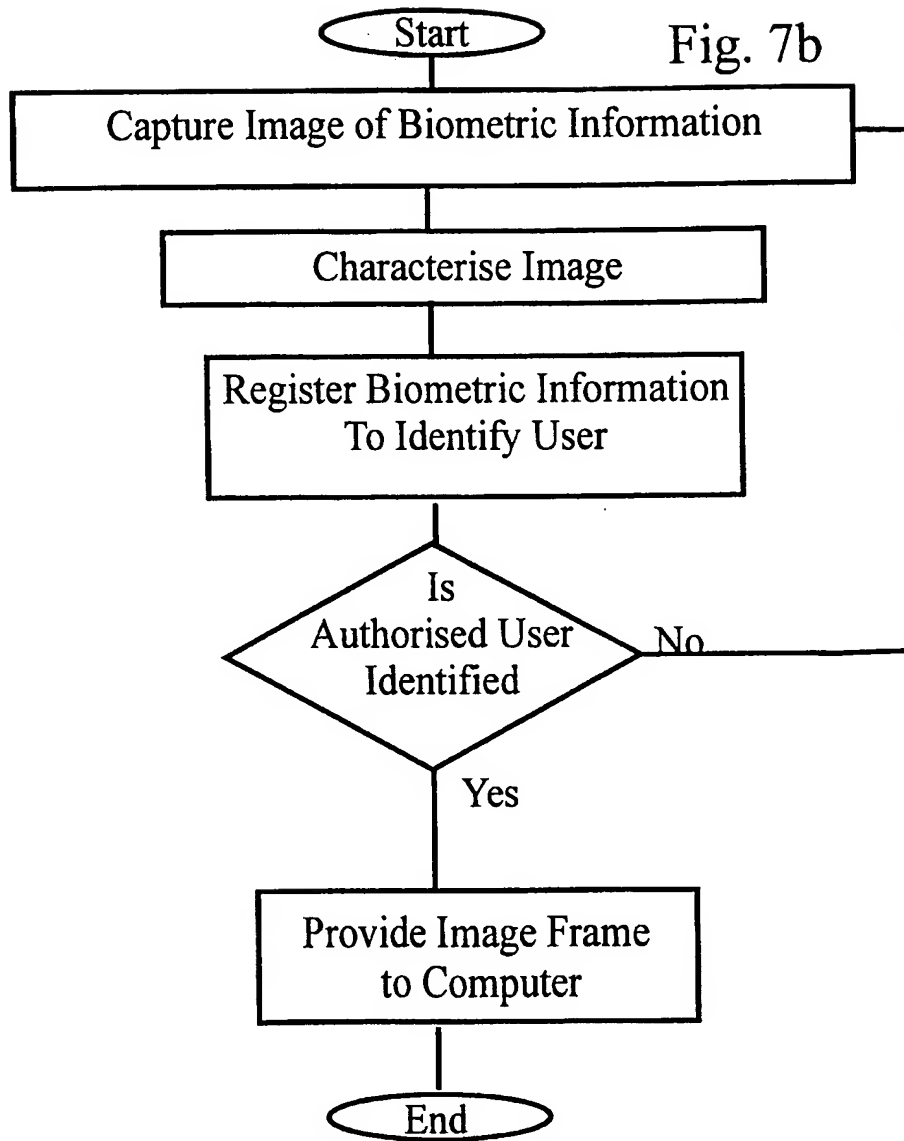 Start
Fig. 7b
Capture Image of Biometric Information
Characterise Image
Register Biometric Information
To Identify User
Is
Authorised User
Identified
No
Yes
Provide Image Frame
to Computer
End